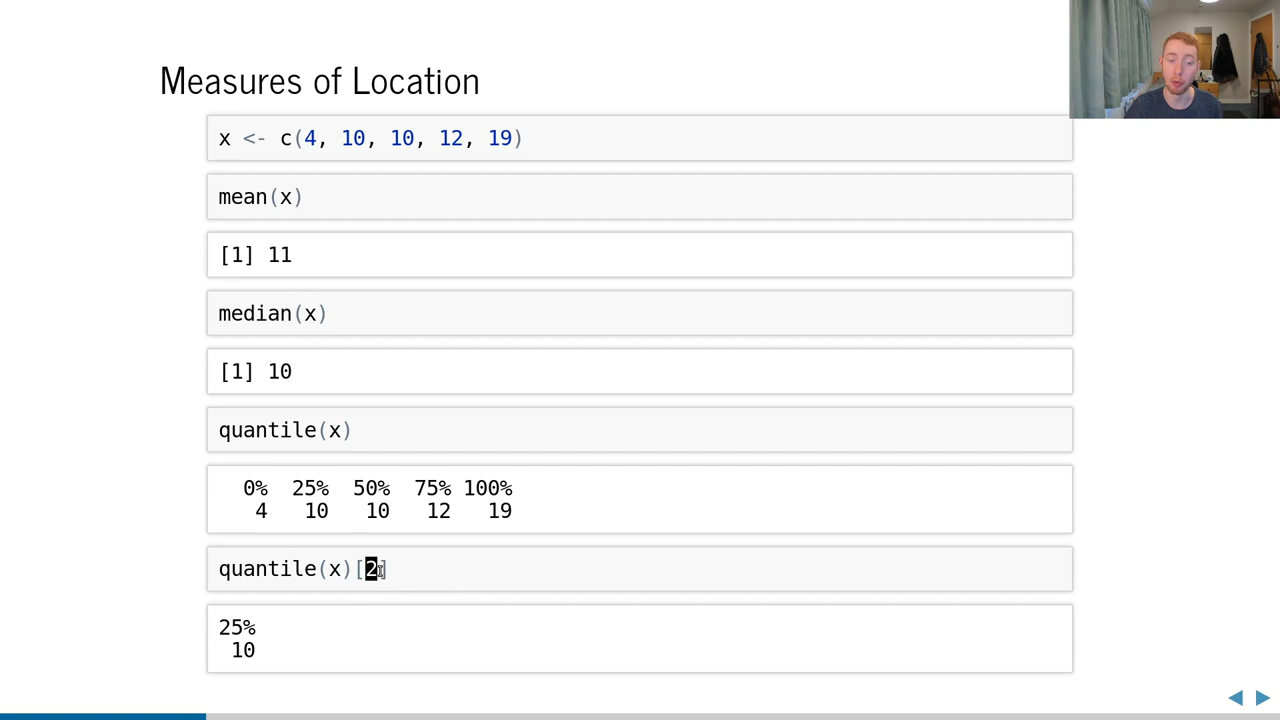 Measures of Location
x <- c(4, 10, 10, 12, 19)
mean(x)
[1] 11
median(x)
[1] 10
quantile(x)
0% 25% 50% 75% 100%
4 10 10 12 19
quantile(x)[2]
25%
10